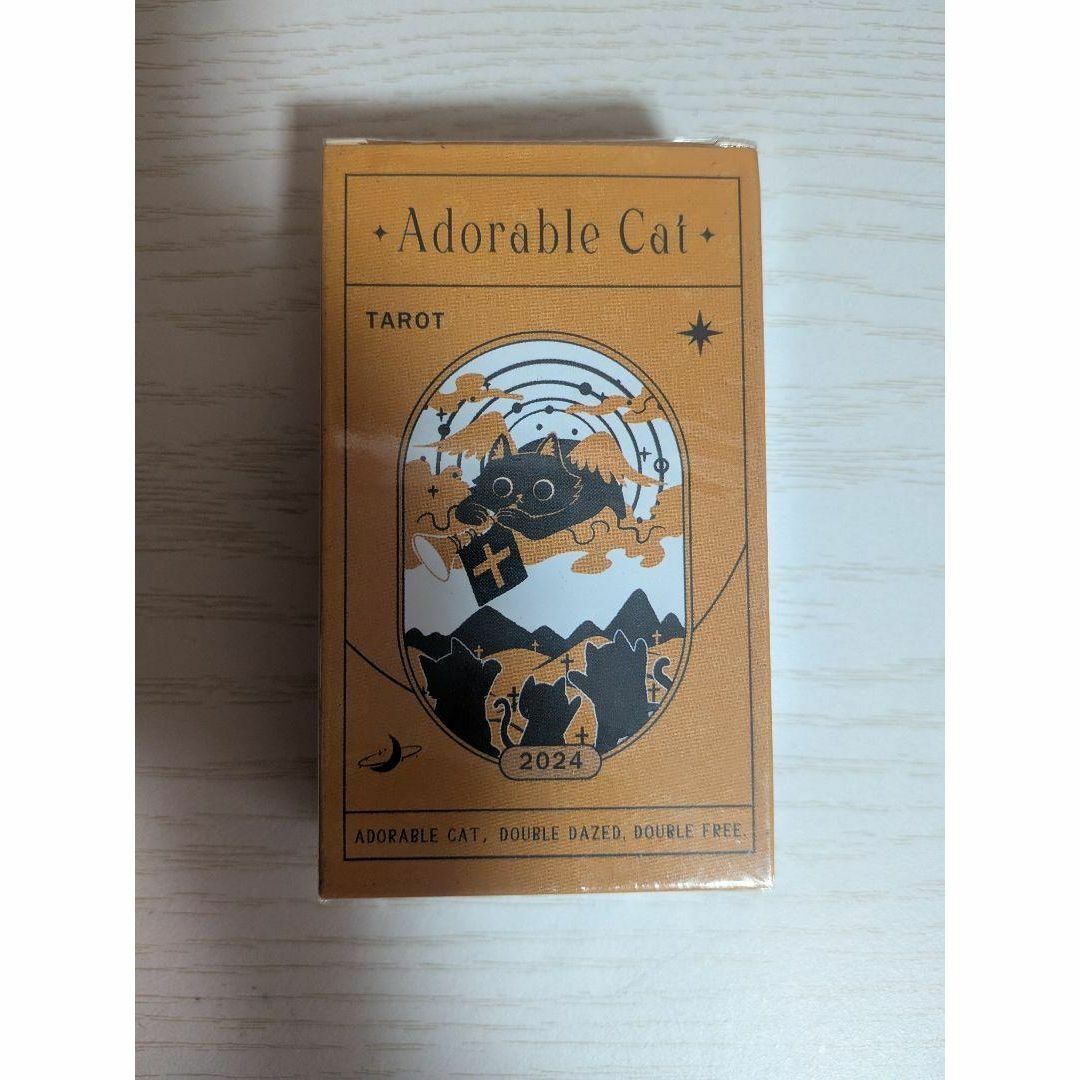 Adorable Cat
TAROT
2024
ADORABLE CAT, DOUBLE DAZED, DOUBLE FREE.